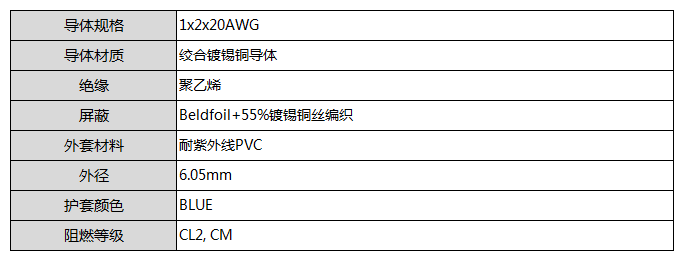 导体规格 1x2x20AWG
导体材质 绞合镀锡铜导体
绝缘 聚乙烯
屏蔽 Beldfoil+55%镀锡铜丝编织
外套材料 耐紫外线PVC
外径 6.05mm
护套颜色 BLUE
阻燃等级 CL2, CM